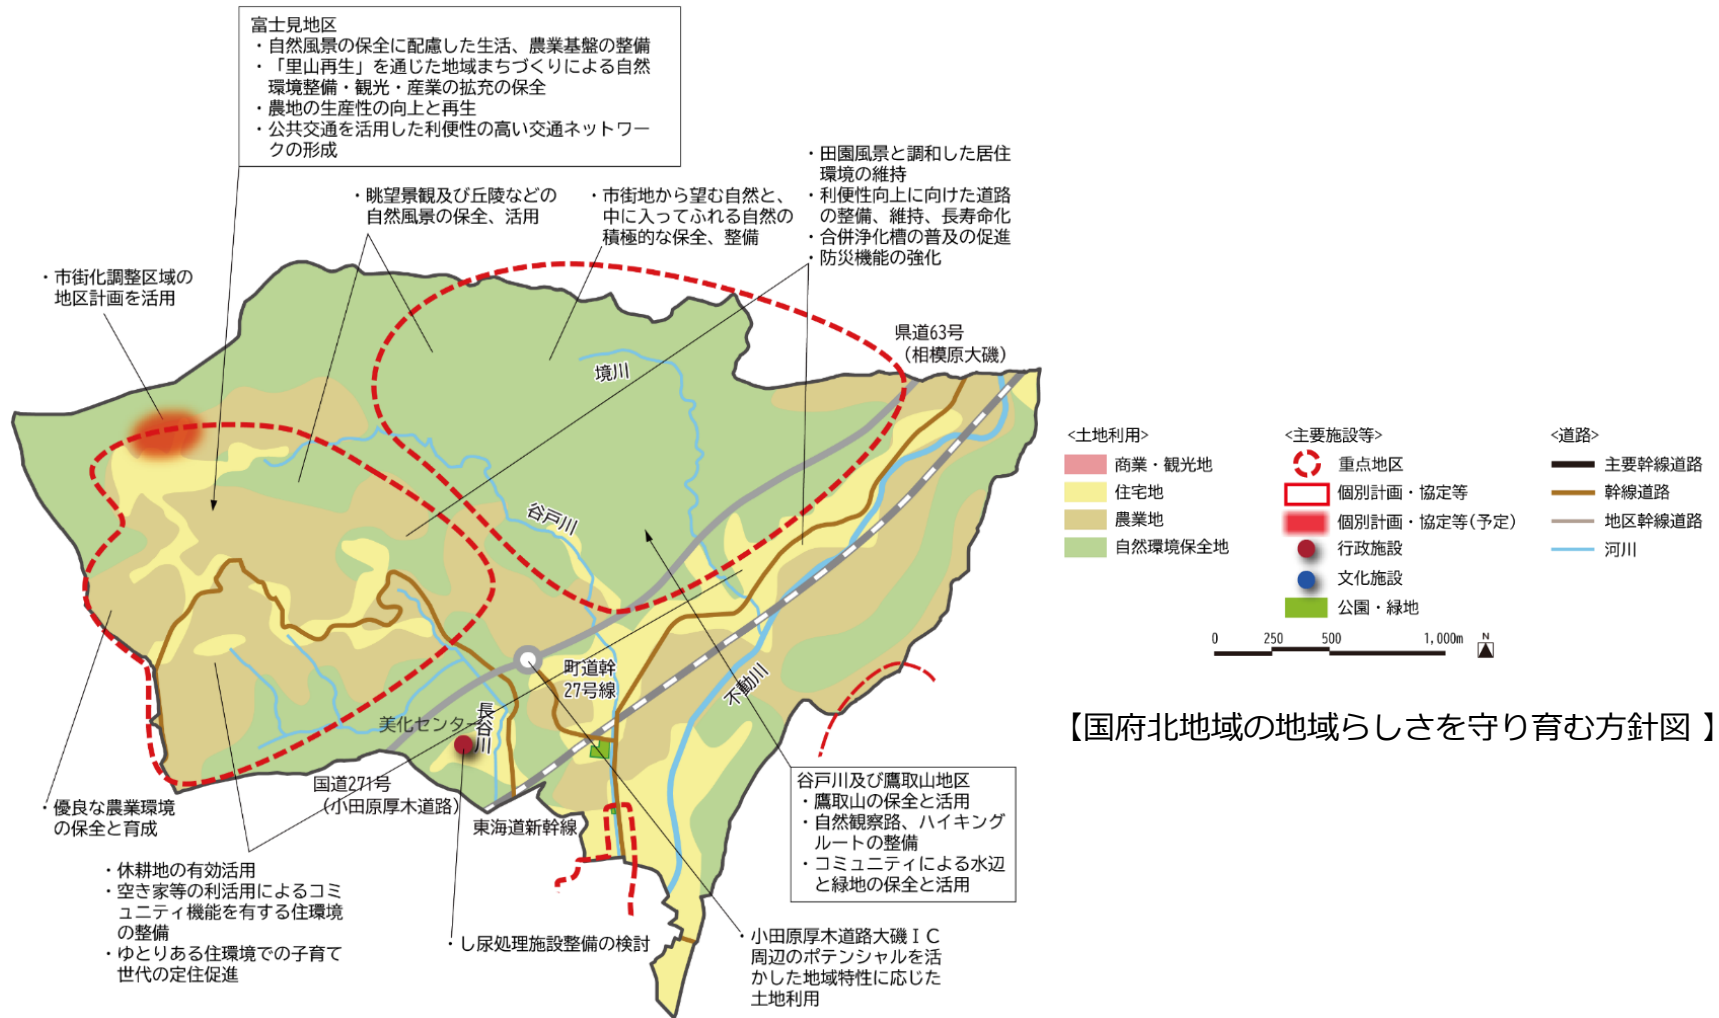 富士見地区
・自然風景の保全に配慮した生活、農業基盤の整備
・「里山再生」を通じた地域まちづくりによる自然
環境整備・観光・産業の拡充の保全
・農地の生産性の向上と再生
・公共交通を活用した利便性の高い交通ネットワー
クの形成
・眺望景観及び丘陵などの
自然風景の保全、活用
・市街地から望む自然と、
中に入ってふれる自然の
積極的な保全、整備
・田園風景と調和した居住
環境の維持
・利便性向上に向けた道路
の整備、維持、長寿命化
・合併浄化槽の普及の促進
・防災機能の強化
・市街化調整区域の
地区計画を活用
県道63号
（相模原大磯）
境川
谷戸川
町道幹
27号線
不動川
長谷川
美化センター
国道271号
（小田原厚木道路）
東海道新幹線
・優良な農業環境
の保全と育成
・休耕地の有効活用
・空き家等の利活用によるコミ
ュニティ機能を有する住環境
の整備
・ゆとりある住環境での子育て
世代の定住促進
・し尿処理施設整備の検討
谷戸川及び鷹取山地区
・鷹取山の保全と活用
・自然観察路、ハイキング
ルートの整備
・コミュニティによる水辺
と緑地の保全と活用
・小田原厚木道路大磯ＩＣ
周辺のポテンシャルを活
かした地域特性に応じた
土地利用
<土地利用>
商業・観光地
住宅地
農業地
自然環境保全地
<主要施設等>
重点地区
個別計画・協定等
個別計画・協定等(予定)
行政施設
文化施設
公園・緑地
<道路>
主要幹線道路
幹線道路
地区幹線道路
河川
0 250 500 1,000m N
【国府北地域の地域らしさを守り育む方針図 】